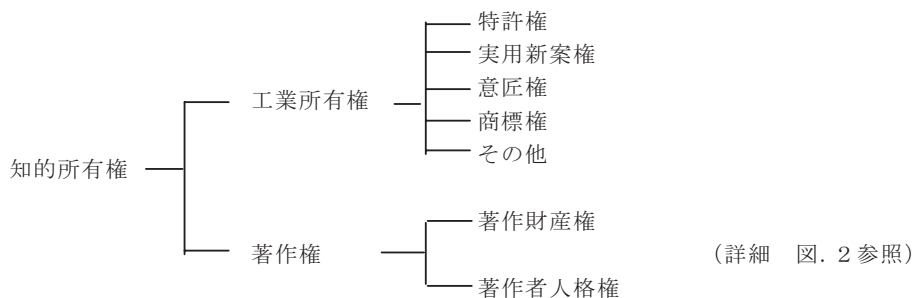 特許権
実用新案権
意匠権
商標権
その他
工業所有権
知的所有権
著作権
著作財産権
著作者人格権
(詳細　図.２参照)